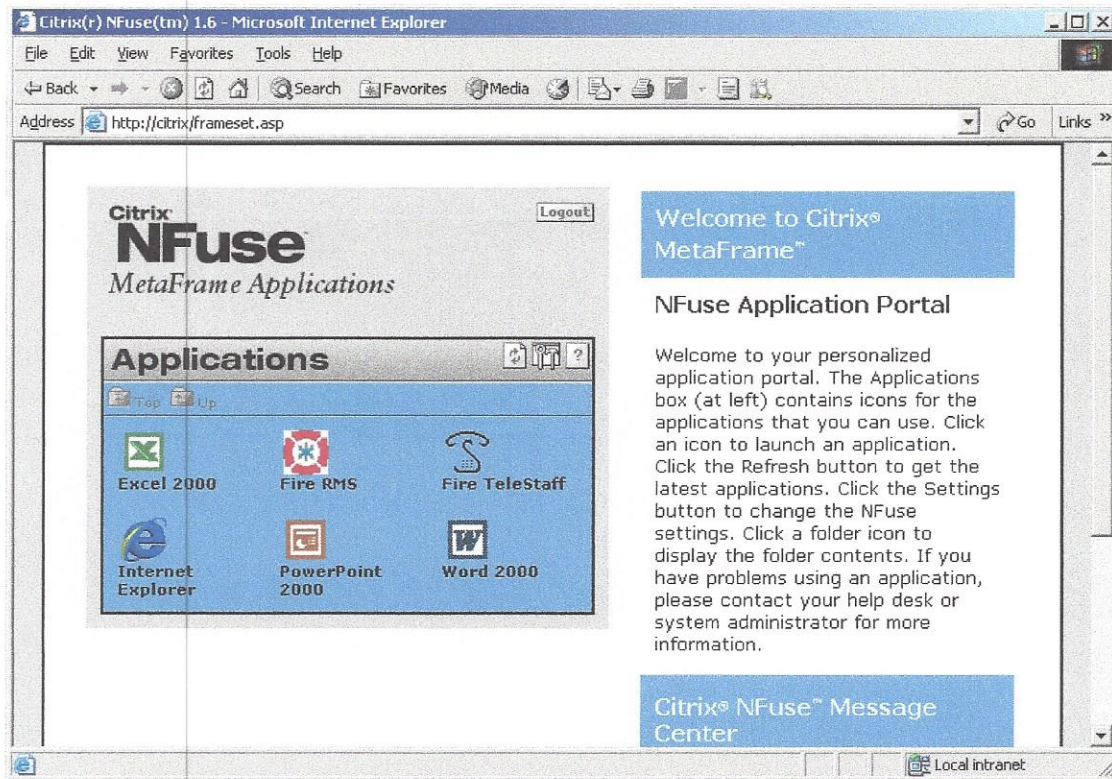 Citrix(r) NFuse(tm) 1.6 - Microsoft Internet Explorer
File Edit View Favorites Tools Help
Back Search Favorites Media
Address http://citrix/frameset.asp Go Links »
Citrix
NFuse™
MetaFrame Applications
Logout
Applications ?
Top Up
Excel 2000
Fire RMS
Fire TeleStaff
Internet
Explorer
PowerPoint
2000
Word 2000
Welcome to Citrix®
MetaFrame™
NFuse Application Portal
Welcome to your personalized
application portal. The Applications
box (at left) contains icons for the
applications that you can use. Click
an icon to launch an application.
Click the Refresh button to get the
latest applications. Click the Settings
button to change the NFuse
settings. Click a folder icon to
display the folder contents. If you
have problems using an application,
please contact your help desk or
system administrator for more
information.
Citrix® NFuse™ Message
Center
Local intranet